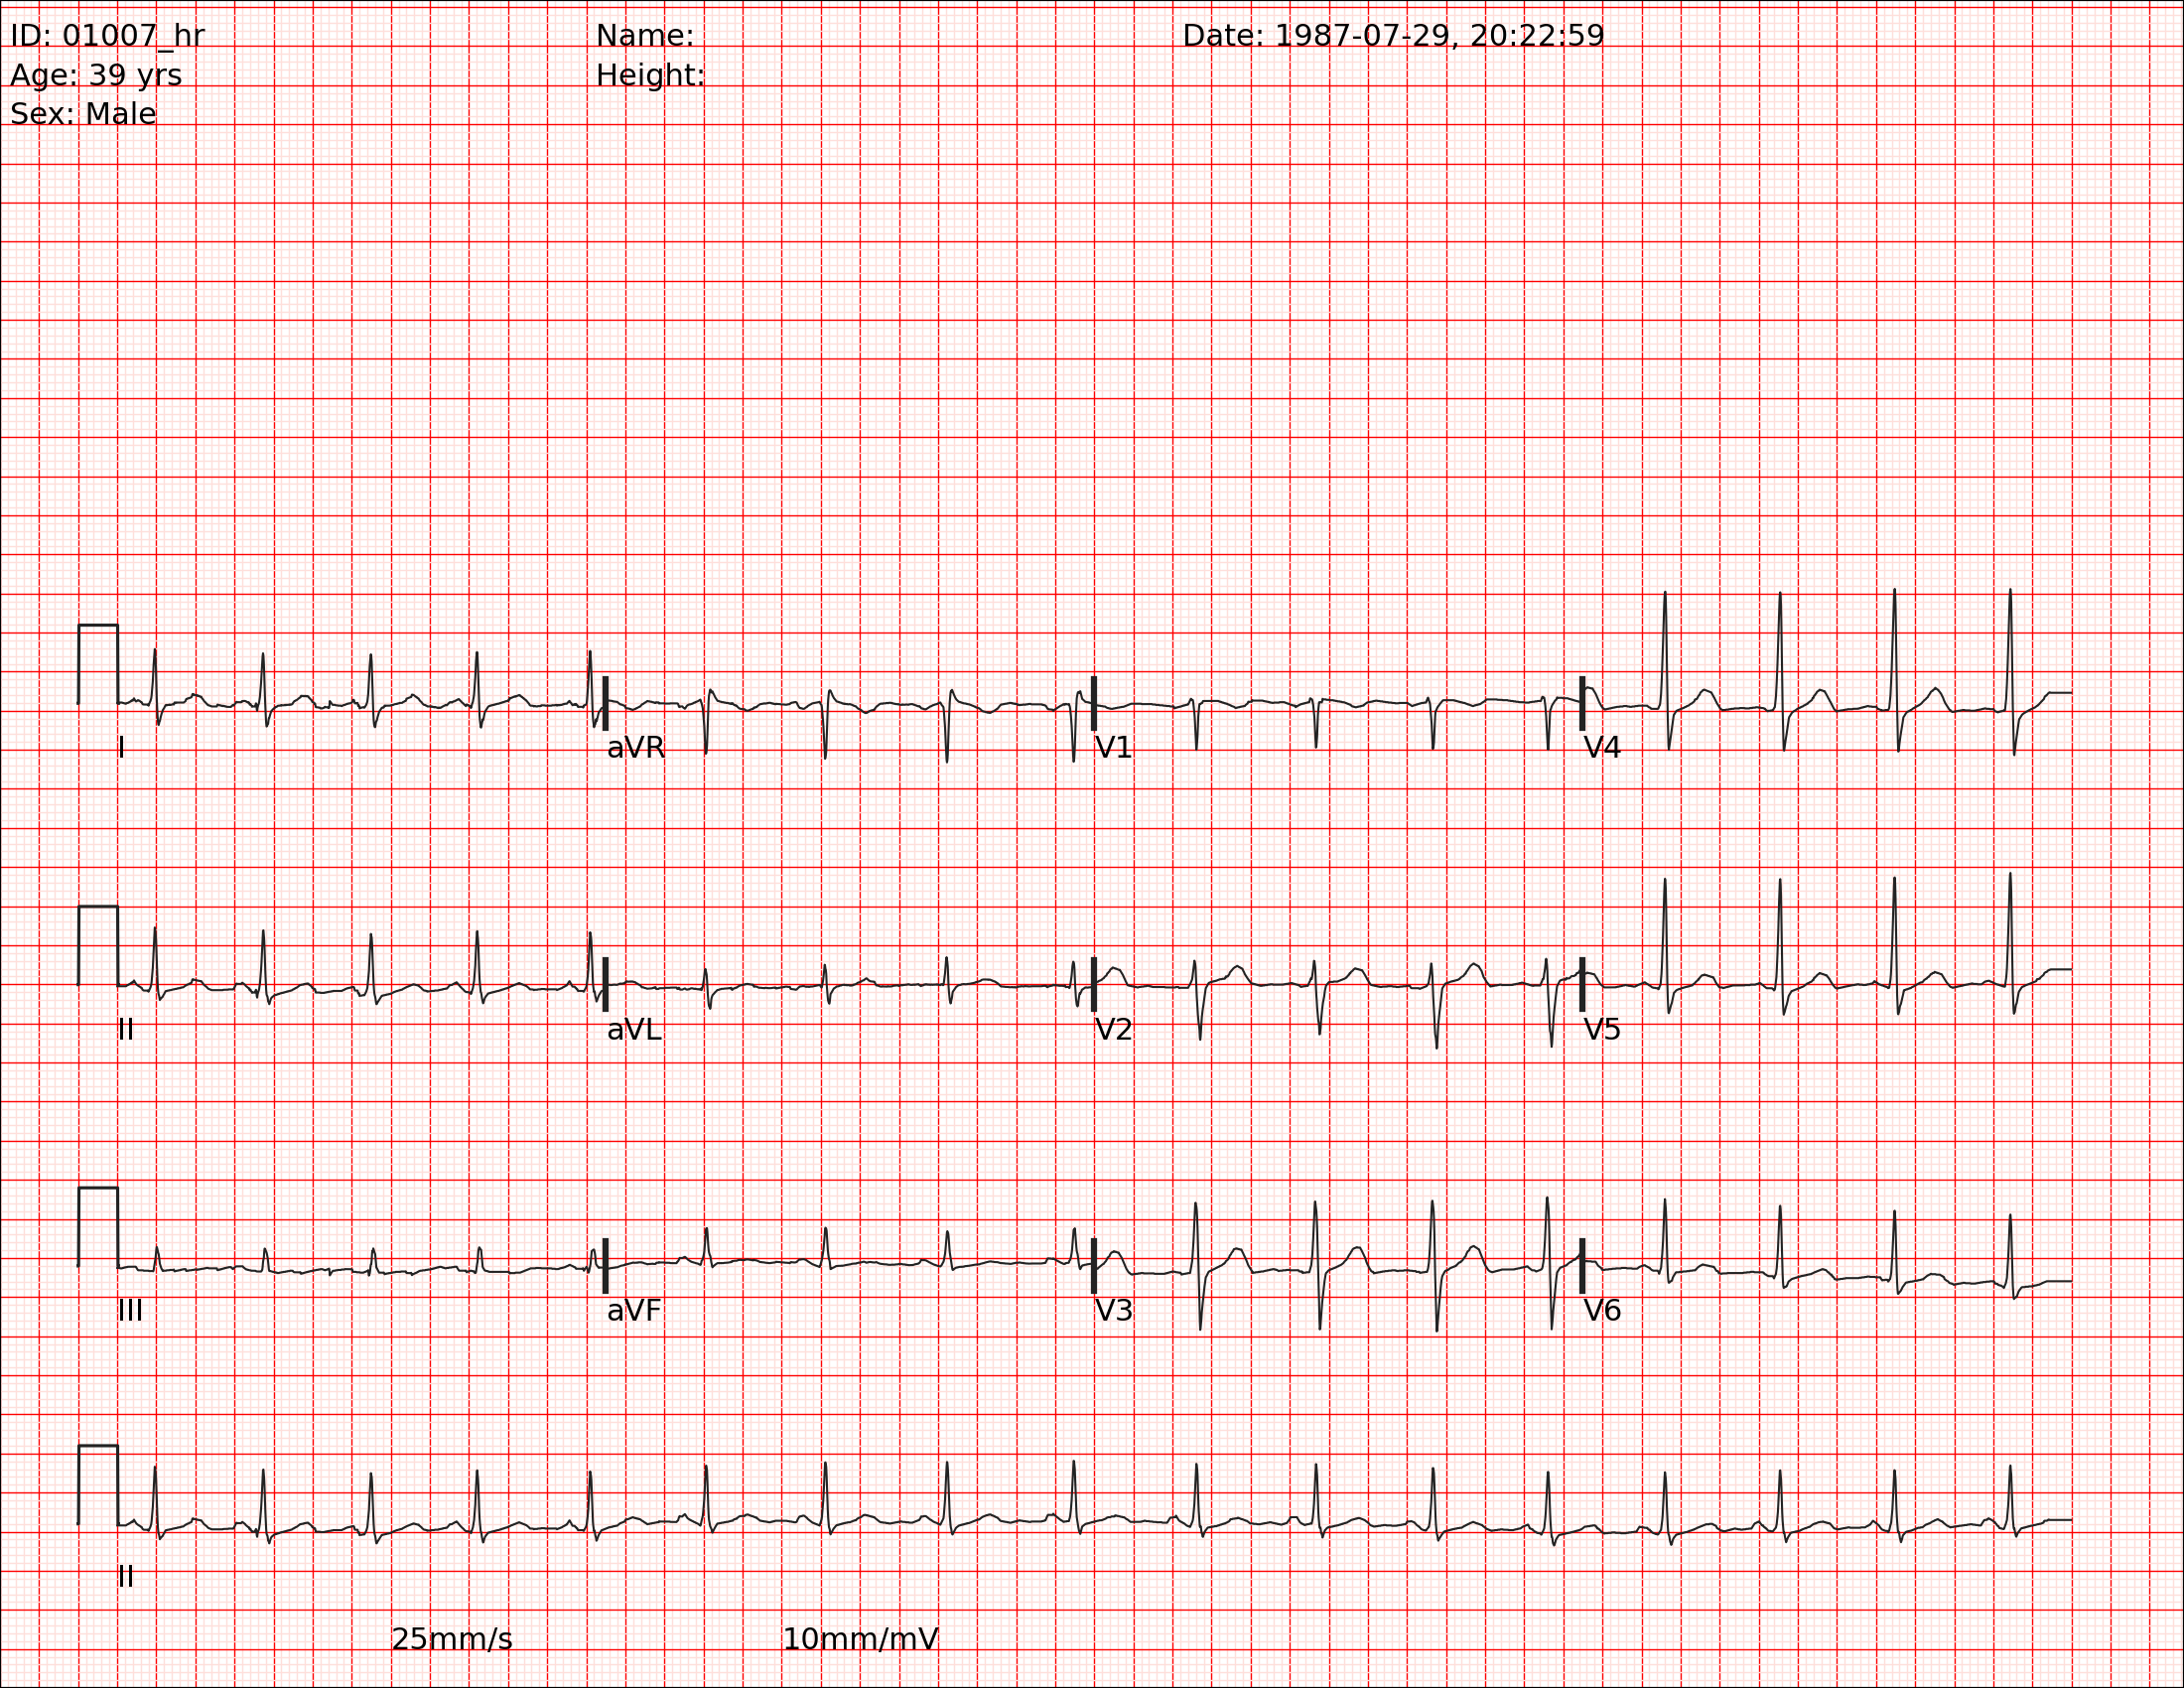 ID: 01007_hr Name: Date: 1987-07-29, 20:22:59
Age: 39 yrs Height:
Sex: Male
I aVR V1 V4
II aVL V2 V5
III aVF V3 V6
II
25mm/s 10mm/mV